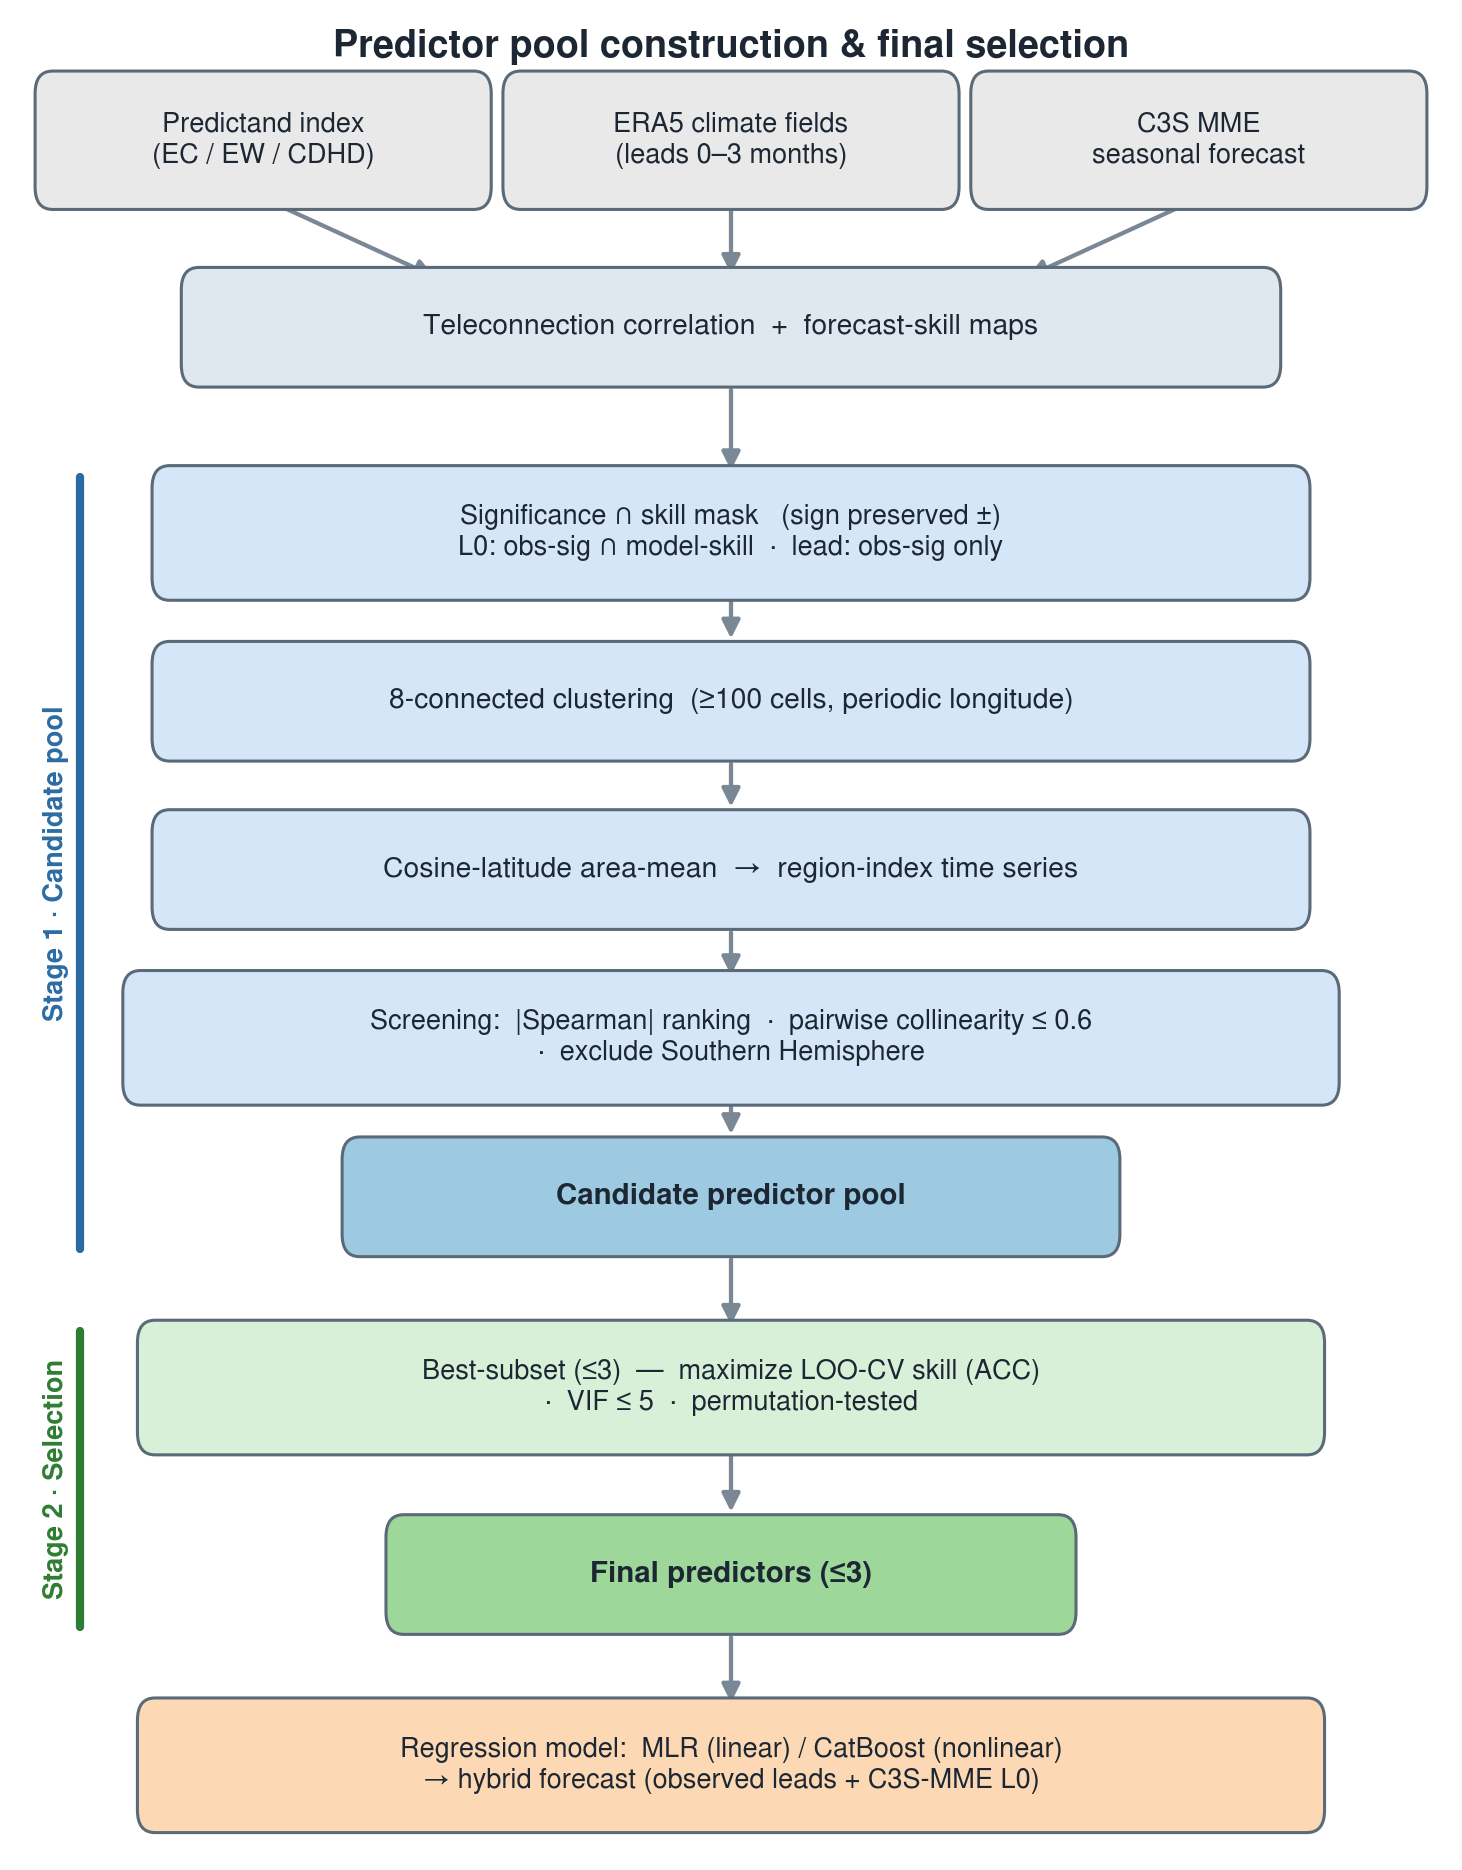 Predictor pool construction & final selection
Predictand index
(EC / EW / CDHD)
ERA5 climate fields
(leads 0–3 months)
C3S MME
seasonal forecast
Teleconnection correlation + forecast-skill maps
Stage 1 · Candidate pool
Significance ∩ skill mask (sign preserved ±)
L0: obs-sig ∩ model-skill · lead: obs-sig only
8-connected clustering (≥100 cells, periodic longitude)
Cosine-latitude area-mean → region-index time series
Screening: |Spearman| ranking · pairwise collinearity ≤ 0.6
· exclude Southern Hemisphere
Candidate predictor pool
Stage 2 · Selection
Best-subset (≤3) — maximize LOO-CV skill (ACC)
· VIF ≤ 5 · permutation-tested
Final predictors (≤3)
Regression model: MLR (linear) / CatBoost (nonlinear)
→ hybrid forecast (observed leads + C3S-MME L0)